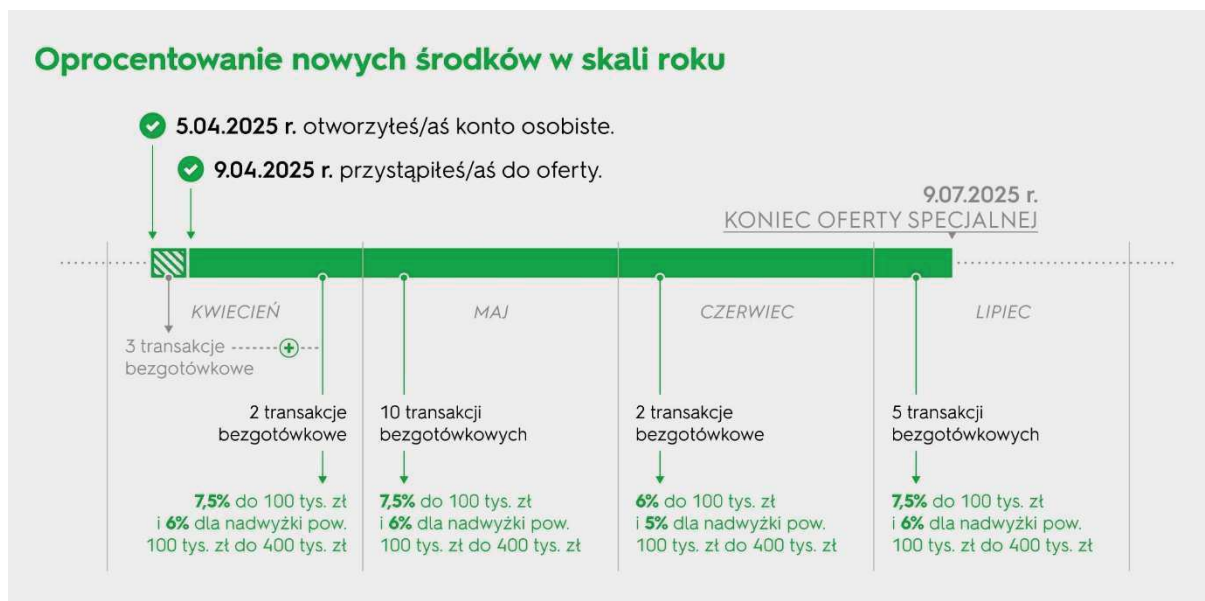 Oprocentowanie nowych środków w skali roku
5.04.2025 r. otworzyłeś/aś konto osobiste.
9.04.2025 r. przystąpiłeś/aś do oferty.
9.07.2025 r.
KONIEC OFERTY SPECJALNEJ
KWIECIEŃ
MAJ
CZERWIEC
LIPIEC
3 transakcje
bezgotówkowe
2 transakcje
bezgotówkowe
7,5% do 100 tys. zł
i 6% dla nadwyżki pow.
100 tys. zł do 400 tys. zł
10 transakcji
bezgotówkowych
7,5% do 100 tys. zł
i 6% dla nadwyżki pow.
100 tys. zł do 400 tys. zł
2 transakcje
bezgotówkowe
6% do 100 tys. zł
i 5% dla nadwyżki pow.
100 tys. zł do 400 tys. zł
5 transakcji
bezgotówkowych
7,5% do 100 tys. zł
i 6% dla nadwyżki pow.
100 tys. zł do 400 tys. zł